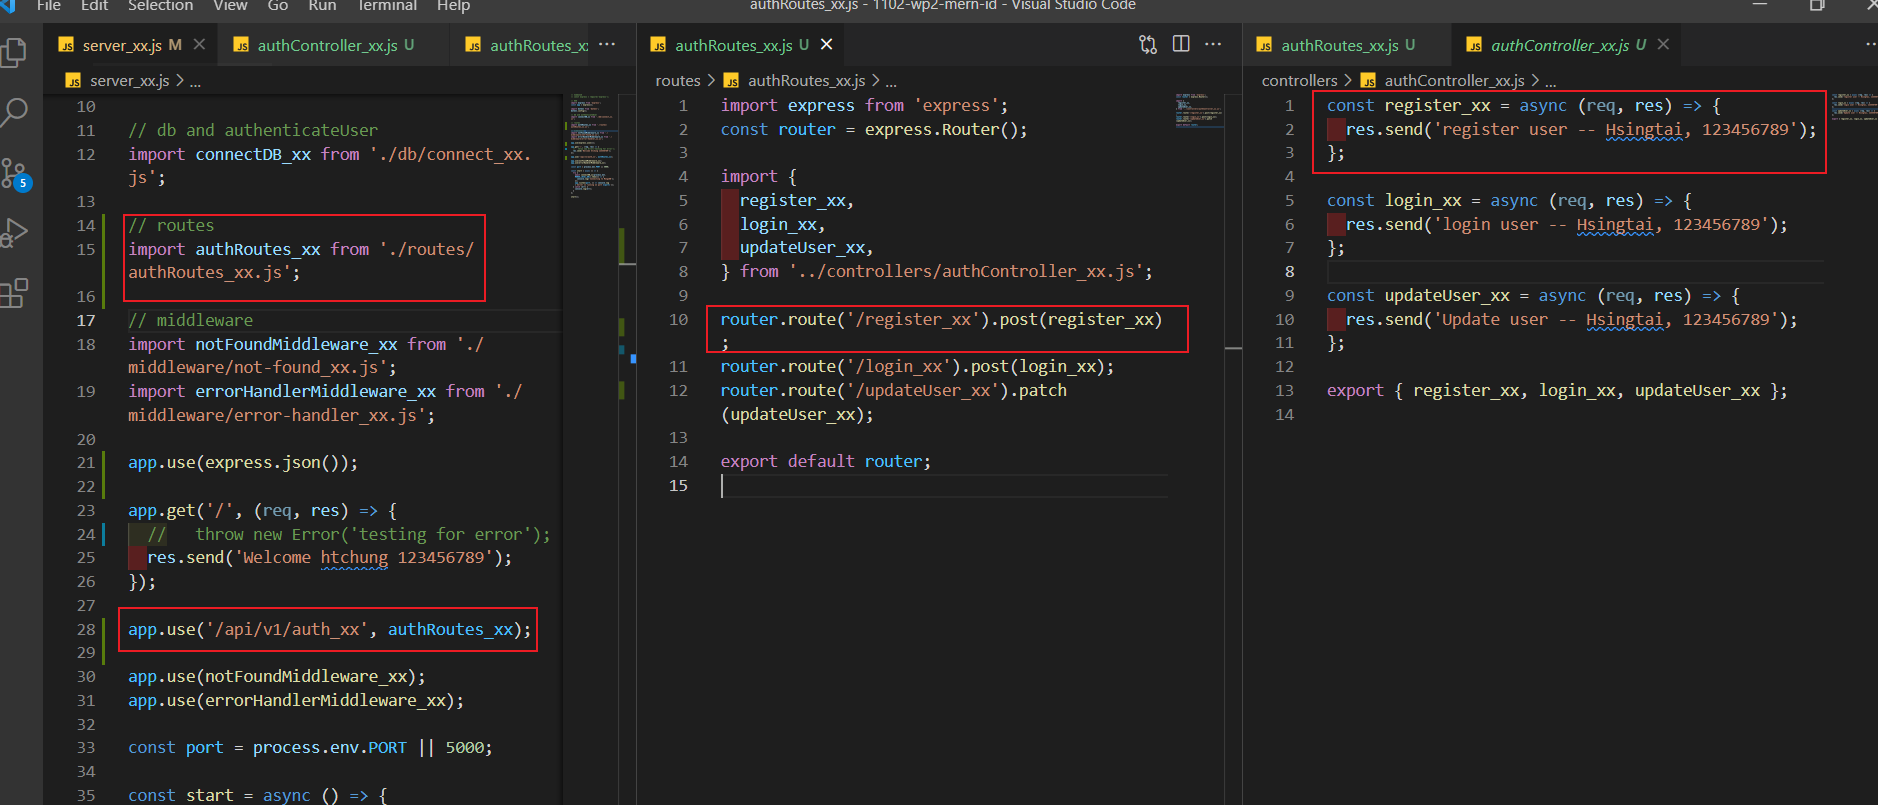 File Edit Selection View Go Run Terminal Help
authRoutes_xx.js - 1102-wp2-mern-id - Visual Studio Code
server_xx.js M
authController_xx.js U
authRoutes_x
server_xx.js > ...
10
11 // db and authenticateUser
12 import connectDB_xx from './db/connect_xx.
js';
13
14 // routes
15 import authRoutes_xx from './routes/
authRoutes_xx.js';
16
17 // middleware
18 import notFoundMiddleware_xx from './
middleware/not-found_xx.js';
19 import errorHandlerMiddleware_xx from './
middleware/error-handler_xx.js';
20
21 app.use(express.json());
22
23 app.get('/', (req, res) => {
24 //   throw new Error('testing for error');
25 res.send('Welcome htchung 123456789');
26 });
27
28 app.use('/api/v1/auth_xx', authRoutes_xx);
29
30 app.use(notFoundMiddleware_xx);
31 app.use(errorHandlerMiddleware_xx);
32
33 const port = process.env.PORT || 5000;
34
35 const start = async () => {
5
authRoutes_xx.js U
routes > authRoutes_xx.js > ...
1 import express from 'express';
2 const router = express.Router();
3
4 import {
5 register_xx,
6 login_xx,
7 updateUser_xx,
8 } from '../controllers/authController_xx.js';
9
10 router.route('/register_xx').post(register_xx)
;
11 router.route('/login_xx').post(login_xx);
12 router.route('/updateUser_xx').patch
(updateUser_xx);
13
14 export default router;
15
authRoutes_xx.js U
authController_xx.js U
controllers > authController_xx.js > ...
1 const register_xx = async (req, res) => {
2 res.send('register user -- Hsingtai, 123456789');
3 };
4
5 const login_xx = async (req, res) => {
6 res.send('login user -- Hsingtai, 123456789');
7 };
8
9 const updateUser_xx = async (req, res) => {
10 res.send('Update user -- Hsingtai, 123456789');
11 };
12
13 export { register_xx, login_xx, updateUser_xx };
14